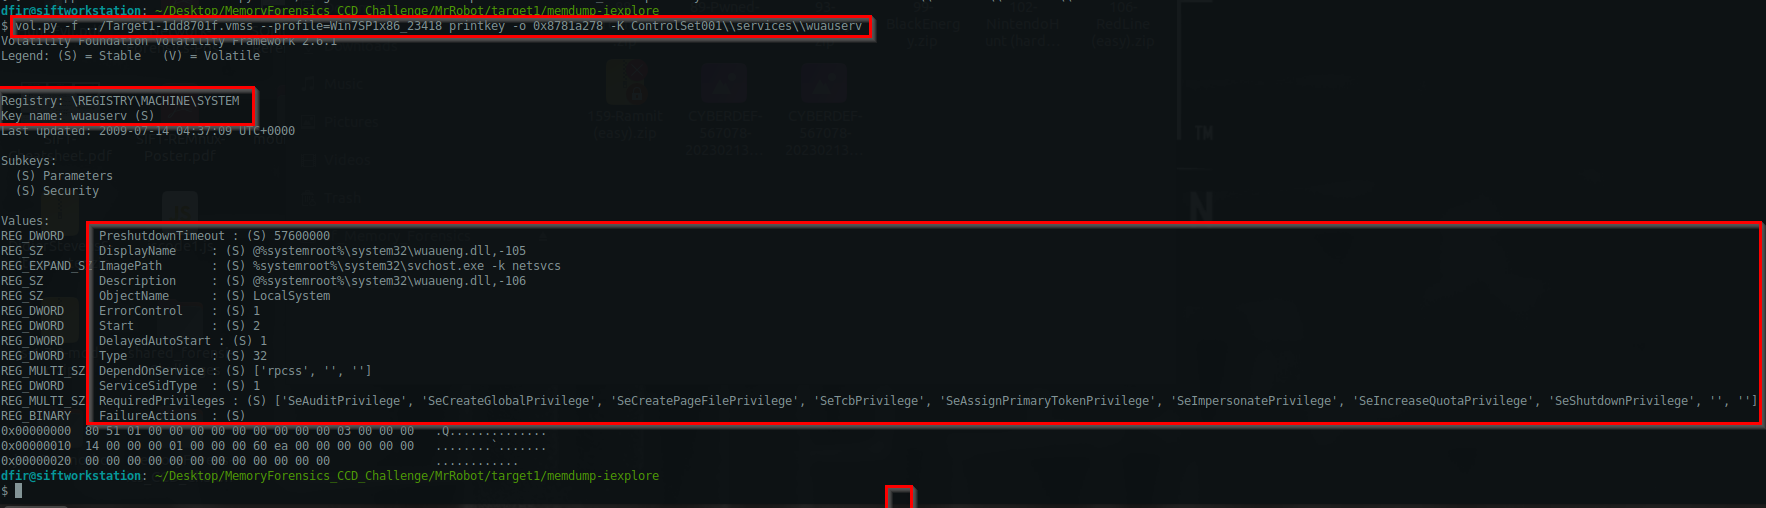 dfir@siftworkstation: ~/Desktop/MemoryForensics_CCD_Challenge/MrRobot/target1/memdump-iexplore
$ vol.py -f ../Target1-1dd8701f.vmss --profile=Win7SP1x86_23418 printkey -o 0x8781a278 -K ControlSet001\\services\\wuauserv
Volatility Foundation Volatility Framework 2.6.1
Legend: (S) = Stable   (V) = Volatile
Registry: \REGISTRY\MACHINE\SYSTEM
Key name: wuauserv (S)
Last updated: 2009-07-14 04:37:09 UTC+0000
Subkeys:
  (S) Parameters
  (S) Security
Values:
REG_DWORD     PreshutdownTimeout : (S) 57600000
REG_SZ        DisplayName     : (S) @%systemroot%\system32\wuaueng.dll,-105
REG_EXPAND_SZ ImagePath       : (S) %systemroot%\system32\svchost.exe -k netsvcs
REG_SZ        Description     : (S) @%systemroot%\system32\wuaueng.dll,-106
REG_SZ        ObjectName      : (S) LocalSystem
REG_DWORD     ErrorControl    : (S) 1
REG_DWORD     Start           : (S) 2
REG_DWORD     DelayedAutoStart : (S) 1
REG_DWORD     Type            : (S) 32
REG_MULTI_SZ  DependOnService : (S) ['rpcss', '', '']
REG_DWORD     ServiceSidType  : (S) 1
REG_MULTI_SZ  RequiredPrivileges : (S) ['SeAuditPrivilege', 'SeCreateGlobalPrivilege', 'SeCreatePageFilePrivilege', 'SeTcbPrivilege', 'SeAssignPrimaryTokenPrivilege', 'SeImpersonatePrivilege', 'SeIncreaseQuotaPrivilege', 'SeShutdownPrivilege', '', '']
REG_BINARY    FailureActions  : (S)
0x00000000  80 51 01 00 00 00 00 00 00 00 00 00 03 00 00 00   .Q..............
0x00000010  14 00 00 00 01 00 00 00 60 ea 00 00 00 00 00 00   ........`.......
0x00000020  00 00 00 00 00 00 00 00 00 00 00 00               ............
dfir@siftworkstation: ~/Desktop/MemoryForensics_CCD_Challenge/MrRobot/target1/memdump-iexplore
$